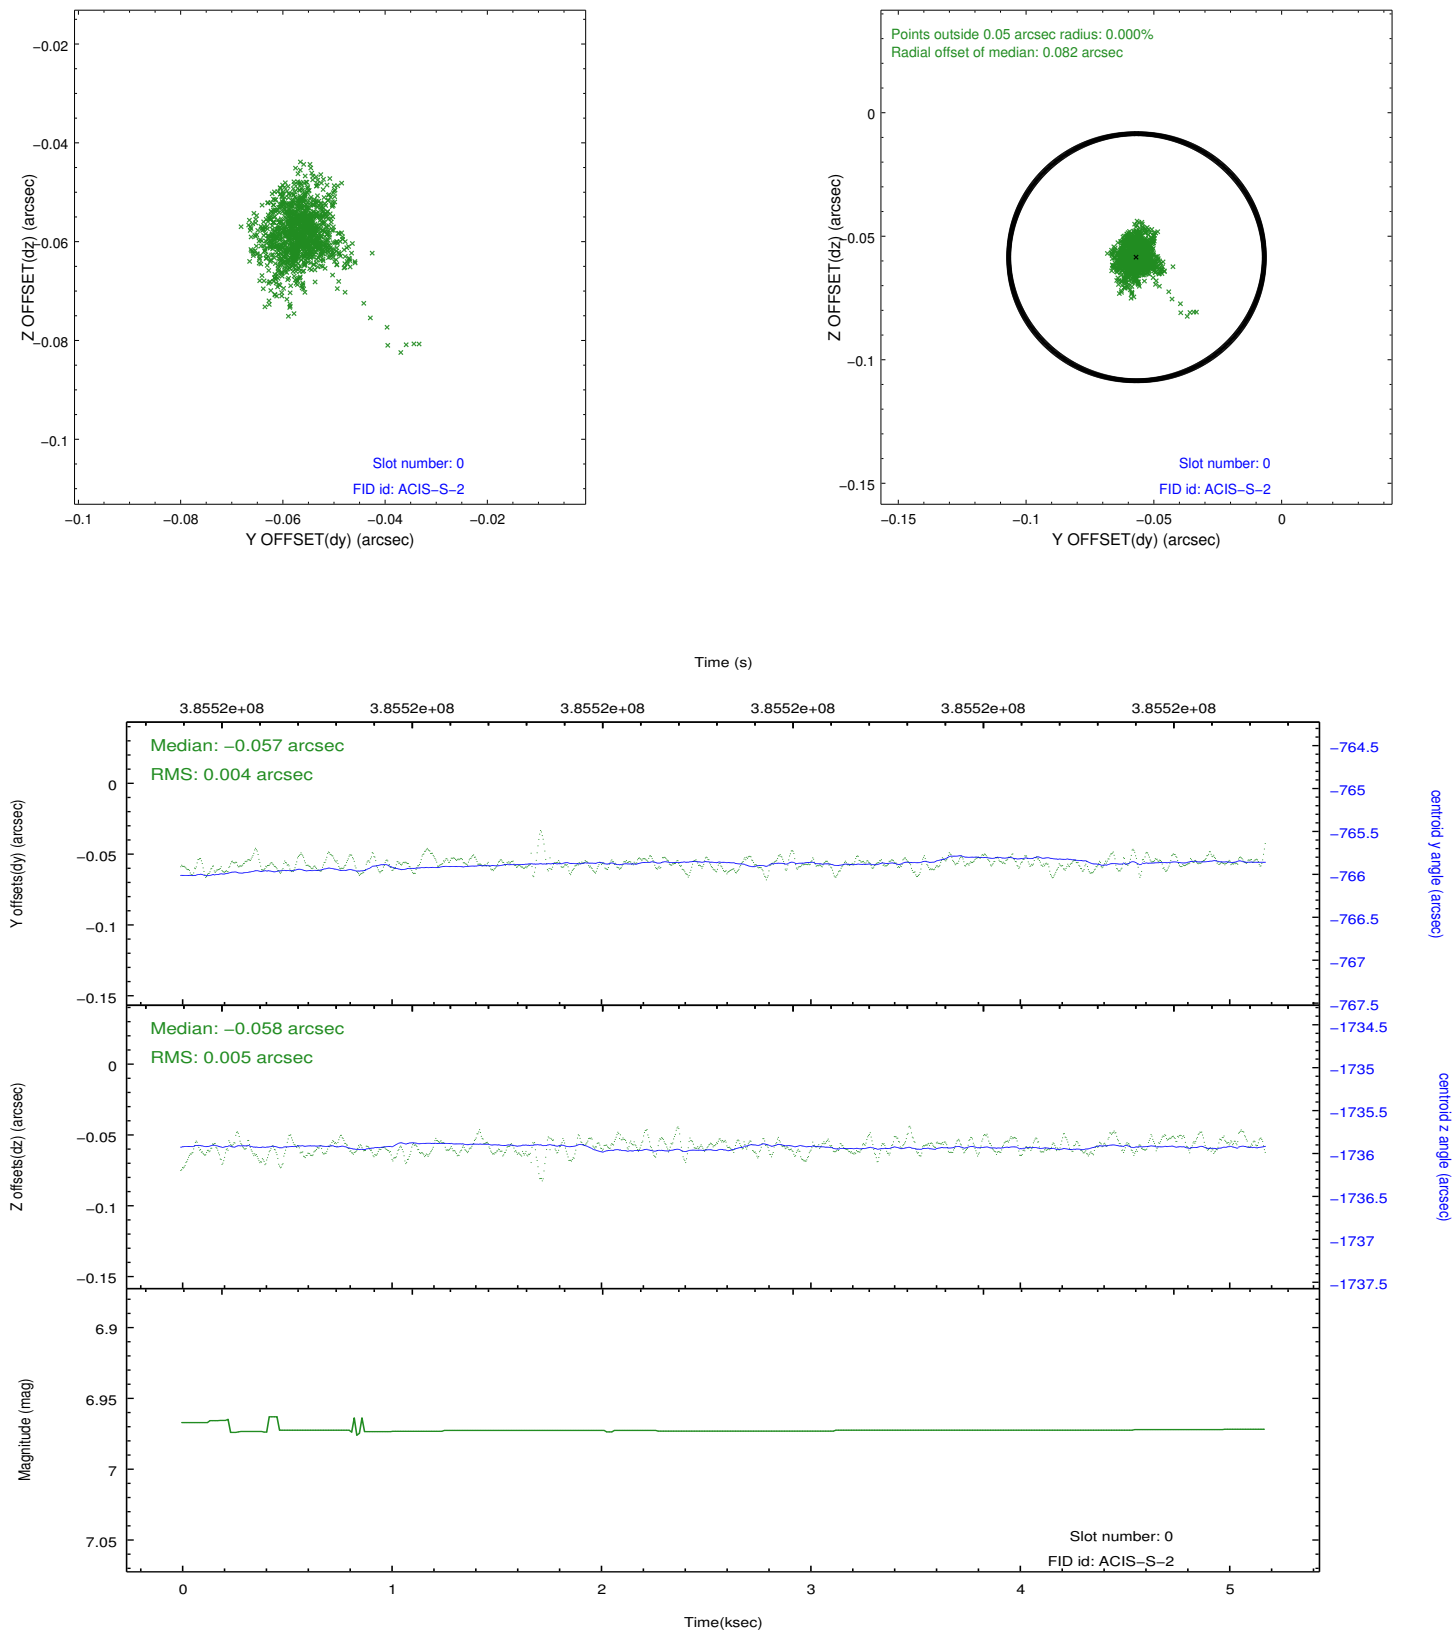 −0.02
−0.04
−0.06
−0.08
−0.1
Z OFFSET(dz) (arcsec)
Slot number: 0
FID id: ACIS−S−2
−0.1
−0.08
−0.06
−0.04
−0.02
Y OFFSET(dy) (arcsec)
Points outside 0.05 arcsec radius: 0.000%
Radial offset of median: 0.082 arcsec
0
−0.05
−0.1
−0.15
Z OFFSET(dz) (arcsec)
Slot number: 0
FID id: ACIS−S−2
−0.15
−0.1
−0.05
0
Y OFFSET(dy) (arcsec)
Time (s)
3.8552e+08
3.8552e+08
3.8552e+08
3.8552e+08
3.8552e+08
3.8552e+08
Median: −0.057 arcsec
RMS: 0.004 arcsec
0
−0.05
−0.1
−0.15
Y offsets(dy) (arcsec)
−764.5
−765
−765.5
−766
−766.5
−767
−767.5
centroid y angle (arcsec)
Median: −0.058 arcsec
RMS: 0.005 arcsec
0
−0.05
−0.1
−0.15
Z offsets(dz) (arcsec)
−1734.5
−1735
−1735.5
−1736
−1736.5
−1737
−1737.5
centroid z angle (arcsec)
6.9
6.95
7
7.05
Magnitude (mag)
Slot number: 0
FID id: ACIS−S−2
0
1
2
3
4
5
Time(ksec)